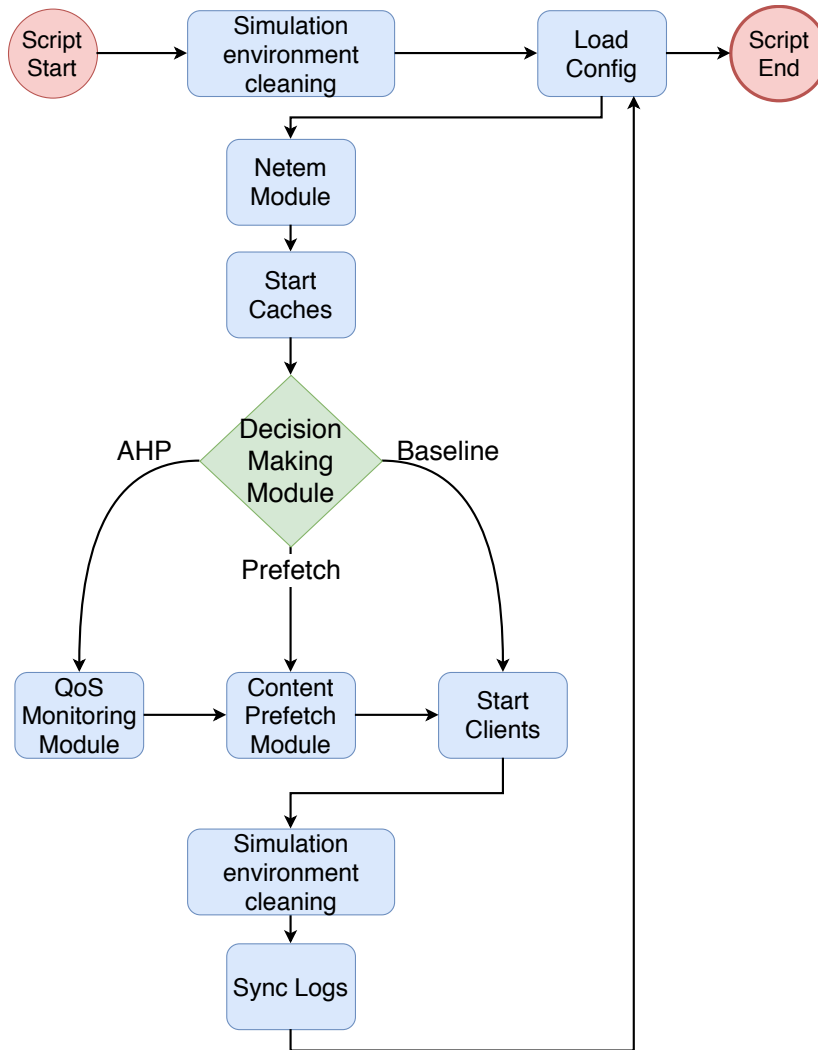 Script
Start
Simulation
environment
cleaning
Load
Config
Script
End
Netem
Module
Start
Caches
Decision
Making
Module
AHP
Baseline
Prefetch
QoS
Monitoring
Module
Content
Prefetch
Module
Start
Clients
Simulation
environment
cleaning
Sync Logs